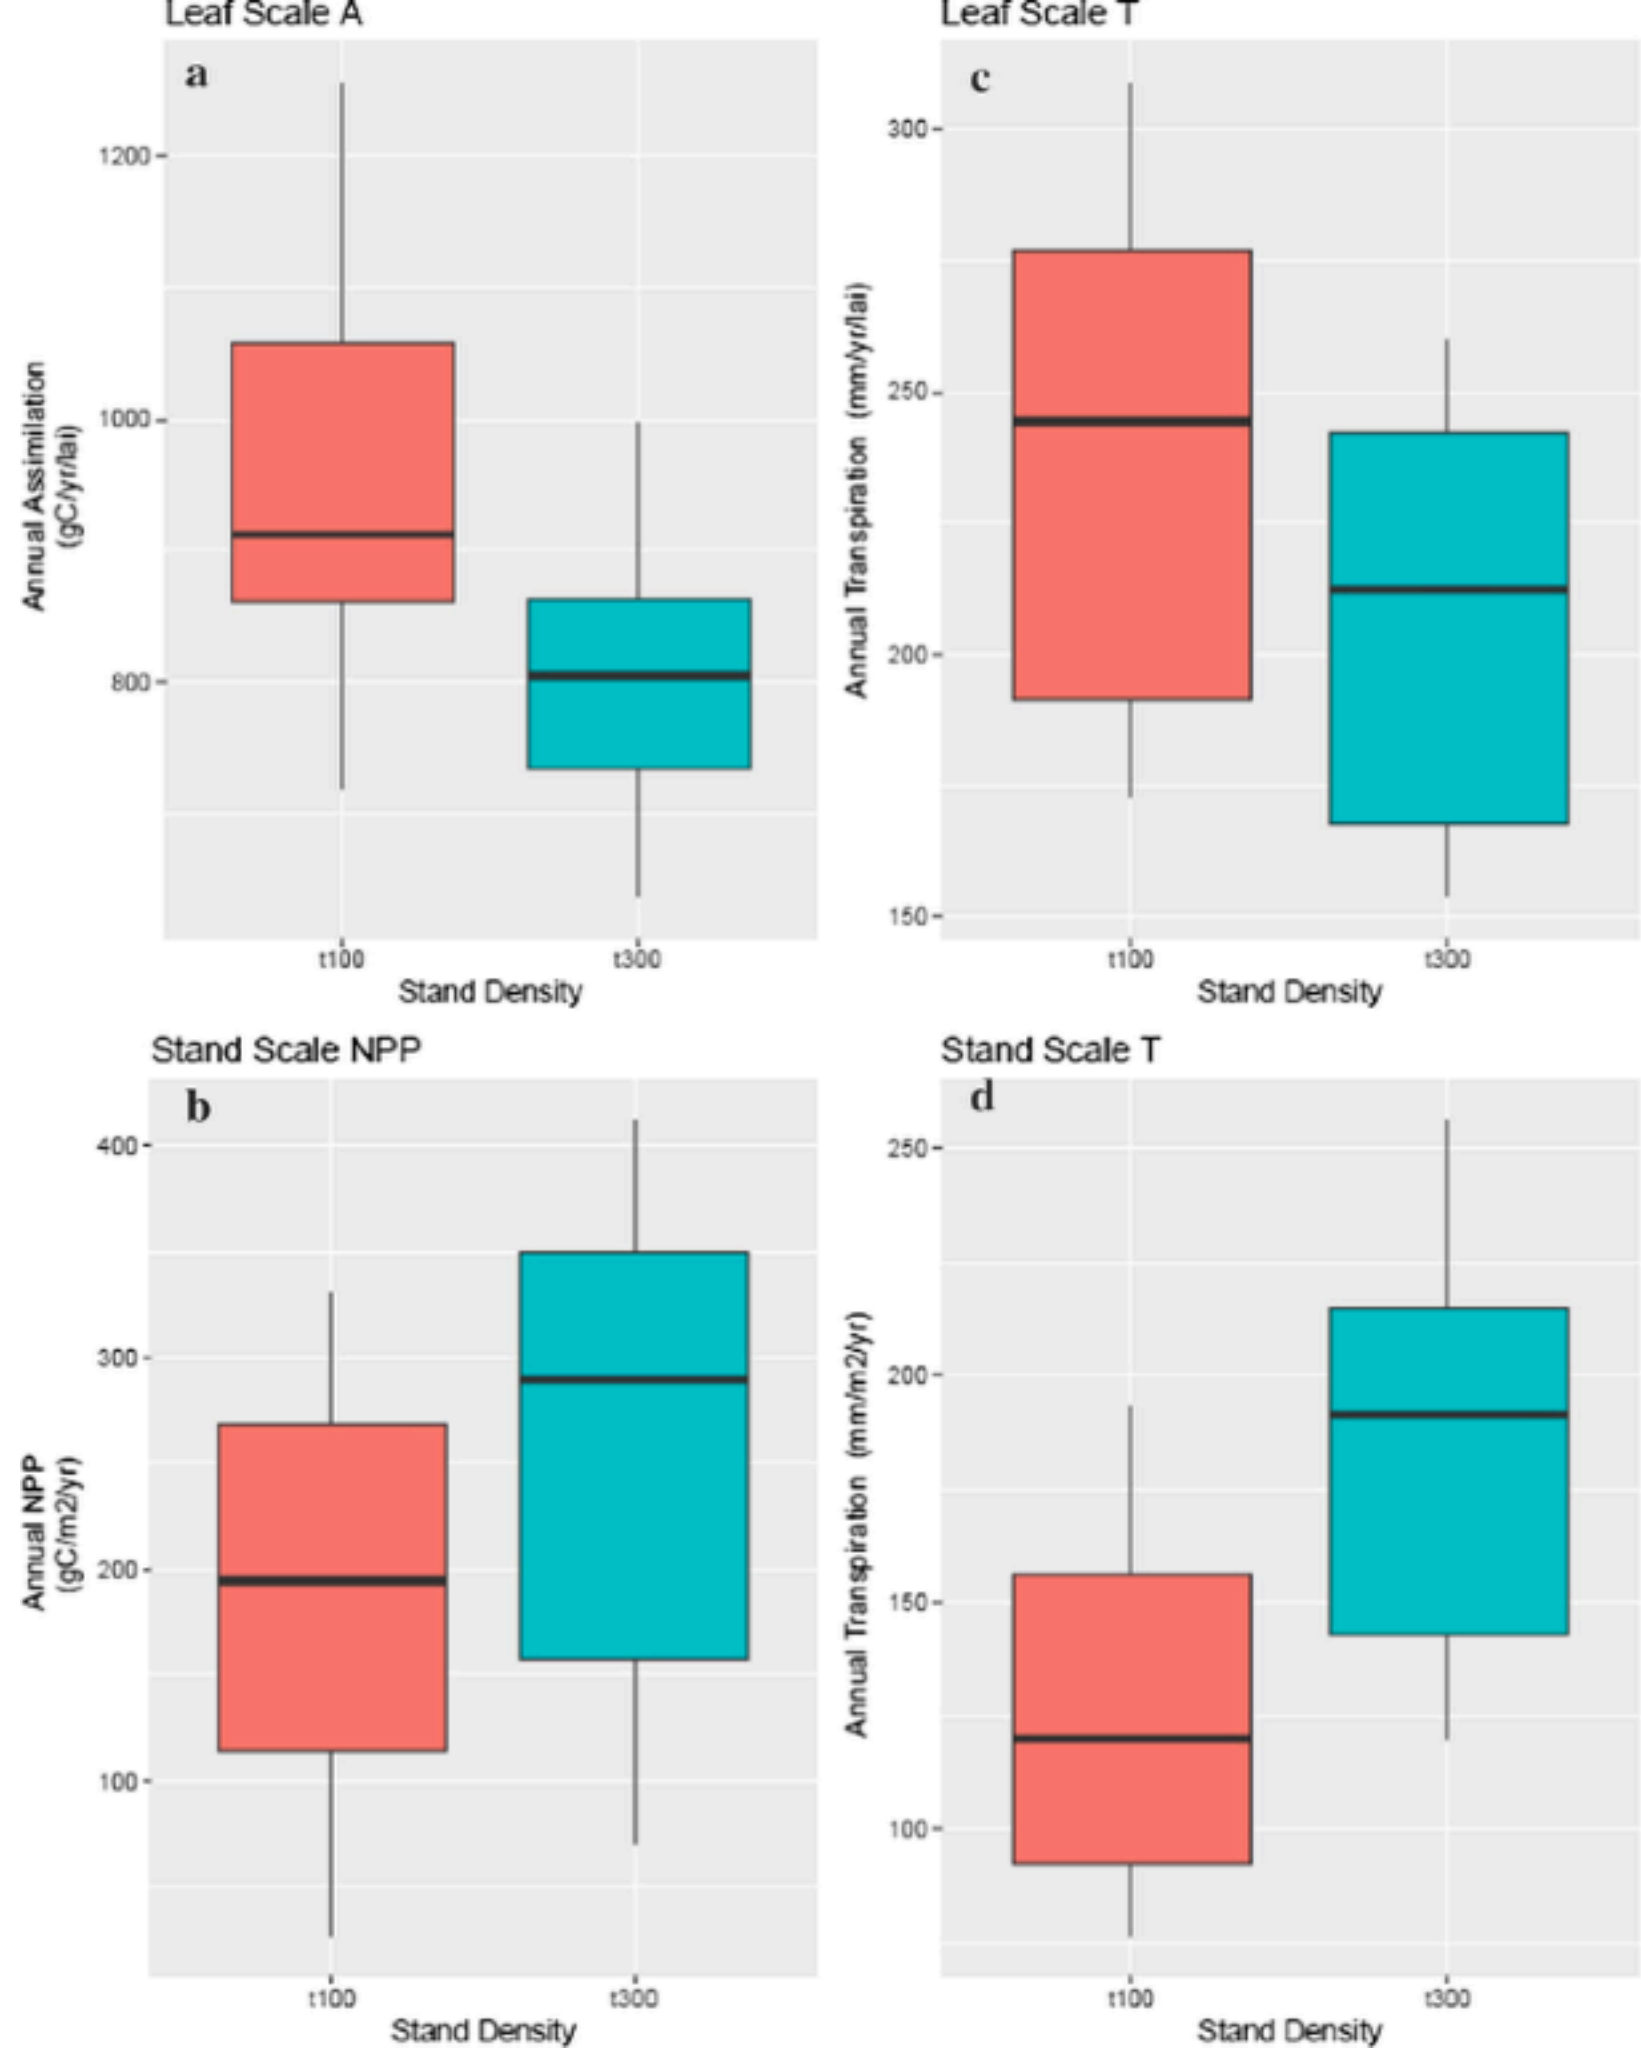 Leaf Scale A
a
1200
1000
800
Annual Assimilation
(gC/yr/lai)
t100
t300
Stand Density
Leaf Scale T
c
300
250
200
150
Annual Transpiration (mm/yr/lai)
t100
t300
Stand Density
Stand Scale NPP
b
400
300
200
100
Annual NPP
(gC/m2/yr)
t100
t300
Stand Density
Stand Scale T
d
250
200
150
100
Annual Transpiration (mm/m2/yr)
t100
t300
Stand Density